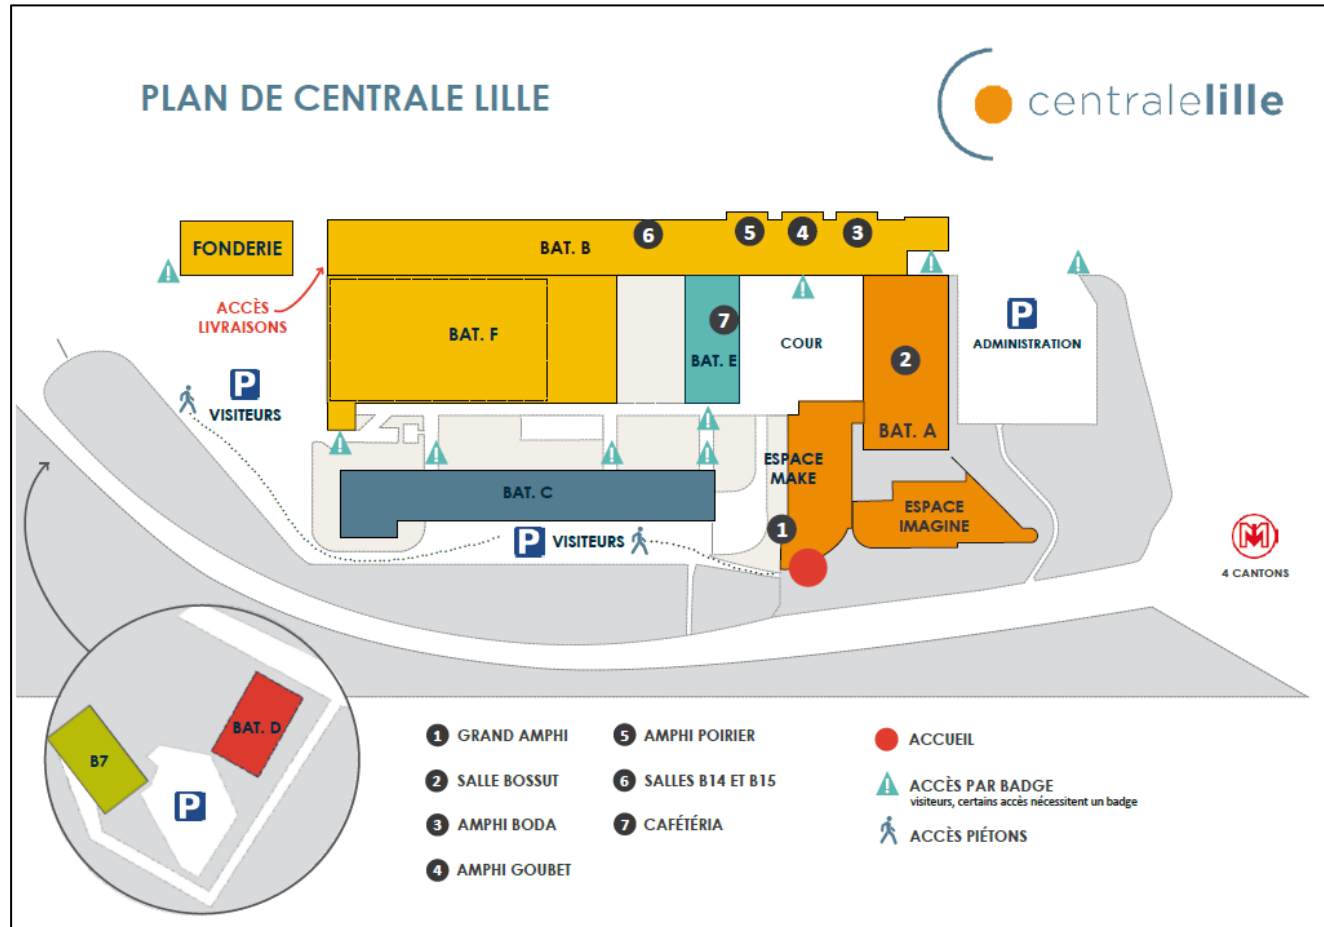 PLAN DE CENTRALE LILLE
centralelille
FONDERIE
BAT. B
6
5
4
3
ACCÈS
LIVRAISONS
BAT. F
7
BAT. E
COUR
2
BAT. A
P
ADMINISTRATION
P
VISITEURS
ESPACE
MAKE
BAT. C
ESPACE
IMAGINE
1
P VISITEURS
M
4 CANTONS
BAT. D
B7
P
1 GRAND AMPHI
2 SALLE BOSSUT
3 AMPHI BODA
4 AMPHI GOUBET
5 AMPHI POIRIER
6 SALLES B14 ET B15
7 CAFÉTÉRIA
ACCUEIL
! ACCÈS PAR BADGE
visiteurs, certains accès nécessitent un badge
ACCÈS PIÉTONS